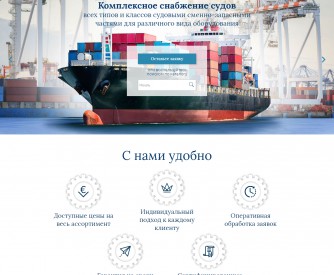 Комплексное снабжение судов
всех типов и классов судовыми сменно-запасными
частями для различного вида оборудования
Оставьте заявку
Поиск
С нами удобно
Доступные цены на
весь ассортимент
Индивидуальный
подход к каждому
клиенту
Оперативная
обработка заявок